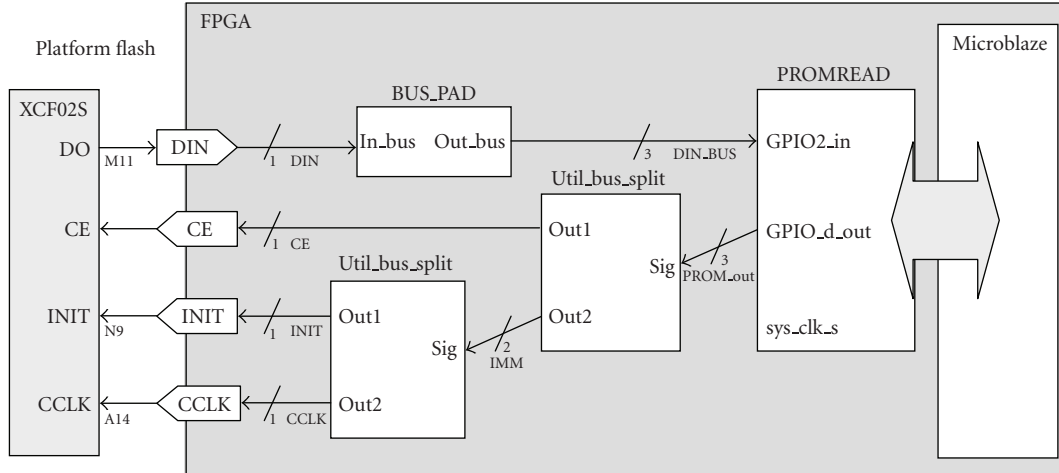 FPGA
Platform flash
Microblaze
XCF02S
BUS_PAD
PROMREAD
DO
M11
DIN
1
DIN
In_bus
Out_bus
3
DIN_BUS
GPIO2_in
Util_bus_split
CE
CE
1
CE
Out1
GPIO_d_out
Sig
3
PROM_out
Util_bus_split
INIT
N9
INIT
1
INIT
Out1
Out2
Sig
2
IMM
sys_clk_s
CCLK
A14
CCLK
1
CCLK
Out2